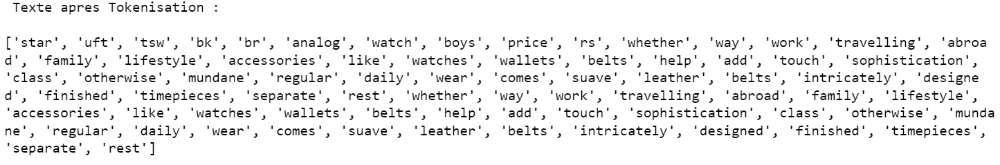 Texte apres Tokenisation :
['star', 'uft', 'tsw', 'bk', 'br', 'analog', 'watch', 'boys', 'price', 'rs', 'whether', 'way', 'work', 'travelling', 'abroa
d', 'family', 'lifestyle', 'accessories', 'like', 'watches', 'wallets', 'belts', 'help', 'add', 'touch', 'sophistication',
'class', 'otherwise', 'mundane', 'regular', 'daily', 'wear', 'comes', 'suave', 'leather', 'belts', 'intricately', 'designe
d', 'finished', 'timepieces', 'separate', 'rest', 'whether', 'way', 'work', 'travelling', 'abroad', 'family', 'lifestyle',
'accessories', 'like', 'watches', 'wallets', 'belts', 'help', 'add', 'touch', 'sophistication', 'class', 'otherwise', 'munda
ne', 'regular', 'daily', 'wear', 'comes', 'suave', 'leather', 'belts', 'intricately', 'designed', 'finished', 'timepieces',
'separate', 'rest']